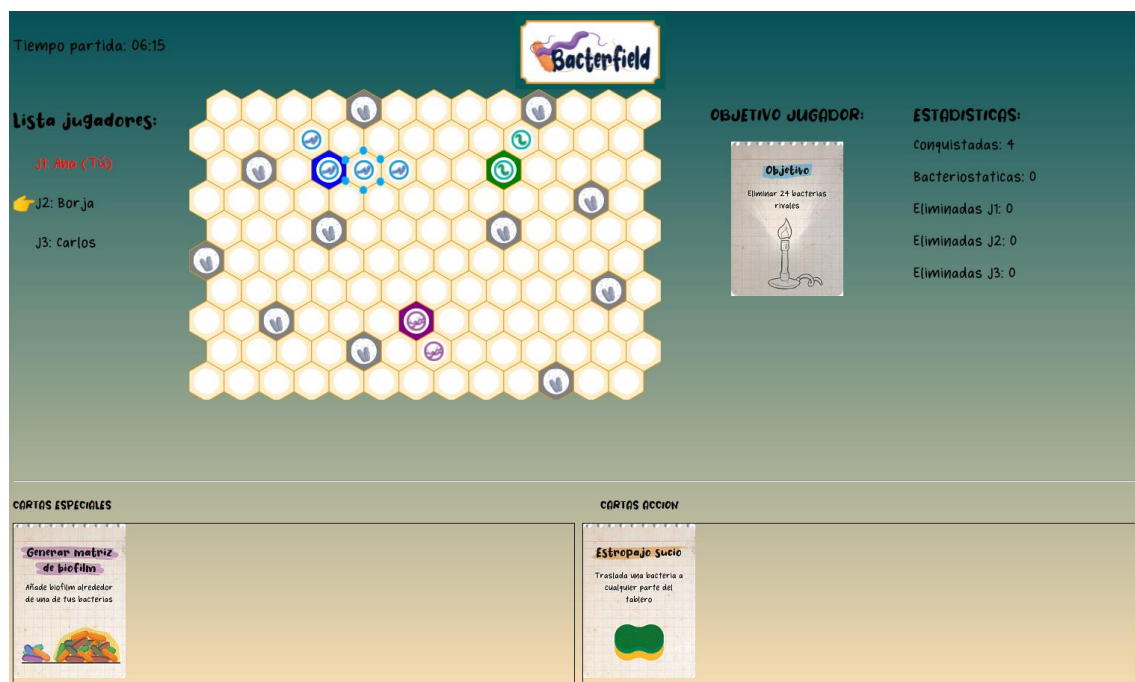 Tiempo partida: 06:15
Bacterfield
Lista jugadores:
J1: Ana (Tú)
J2: Borja
J3: Carlos
OBJETIVO JUGADOR:
Objetivo
Eliminar 24 bacterias
rivales
ESTADISTICAS:
Conquistadas: 4
Bacteriostaticas: 0
Eliminadas J1: 0
Eliminadas J2: 0
Eliminadas J3: 0
CARTAS ESPECIALES
Generar matriz
de biofilm
Añade biofilm alrededor
de una de tus bacterias
CARTAS ACCION
Estropajo sucio
Traslada una bacteria a
cualquier parte del
tablero